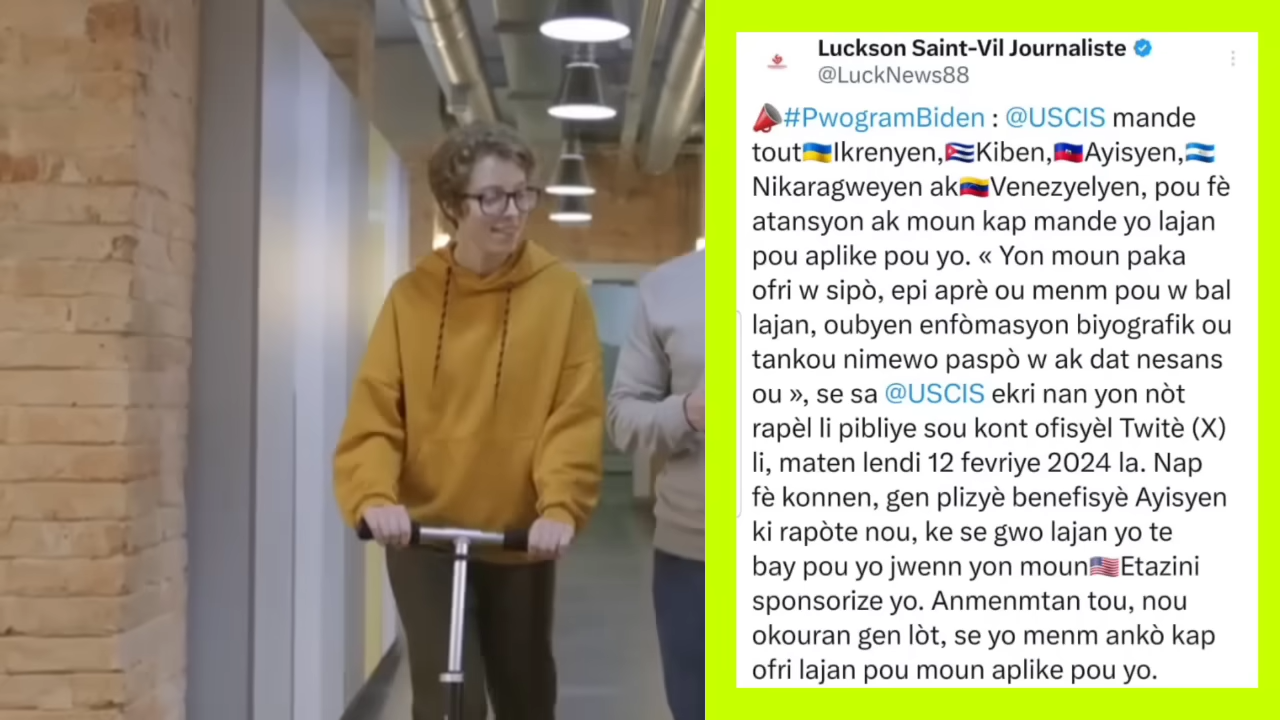 Luckson Saint-Vil Journaliste
@LuckNews88
📣#PwogramBiden : @USCIS mande
tout🇺🇦Ikrenyen,🇨🇺Kiben,🇭🇹Ayisyen,🇳🇮
Nikaragweyen ak🇻🇪Venezyelyen, pou fè
atansyon ak moun kap mande yo lajan
pou aplike pou yo. « Yon moun paka
ofri w sipò, epi aprè ou menm pou w bal
lajan, oubyen enfòmasyon biyografik ou
tankou nimewo paspò w ak dat nesans
ou », se sa @USCIS ekri nan yon nòt
rapèl li pibliye sou kont ofisyèl Twitè (X)
li, maten lendi 12 fevriye 2024 la. Nap
fè konnen, gen plizyè benefisyè Ayisyen
ki rapòte nou, ke se gwo lajan yo te
bay pou yo jwenn yon moun🇺🇸Etazini
sponsorize yo. Anmenmtan tou, nou
okouran gen lòt, se yo menm ankò kap
ofri lajan pou moun aplike pou yo.